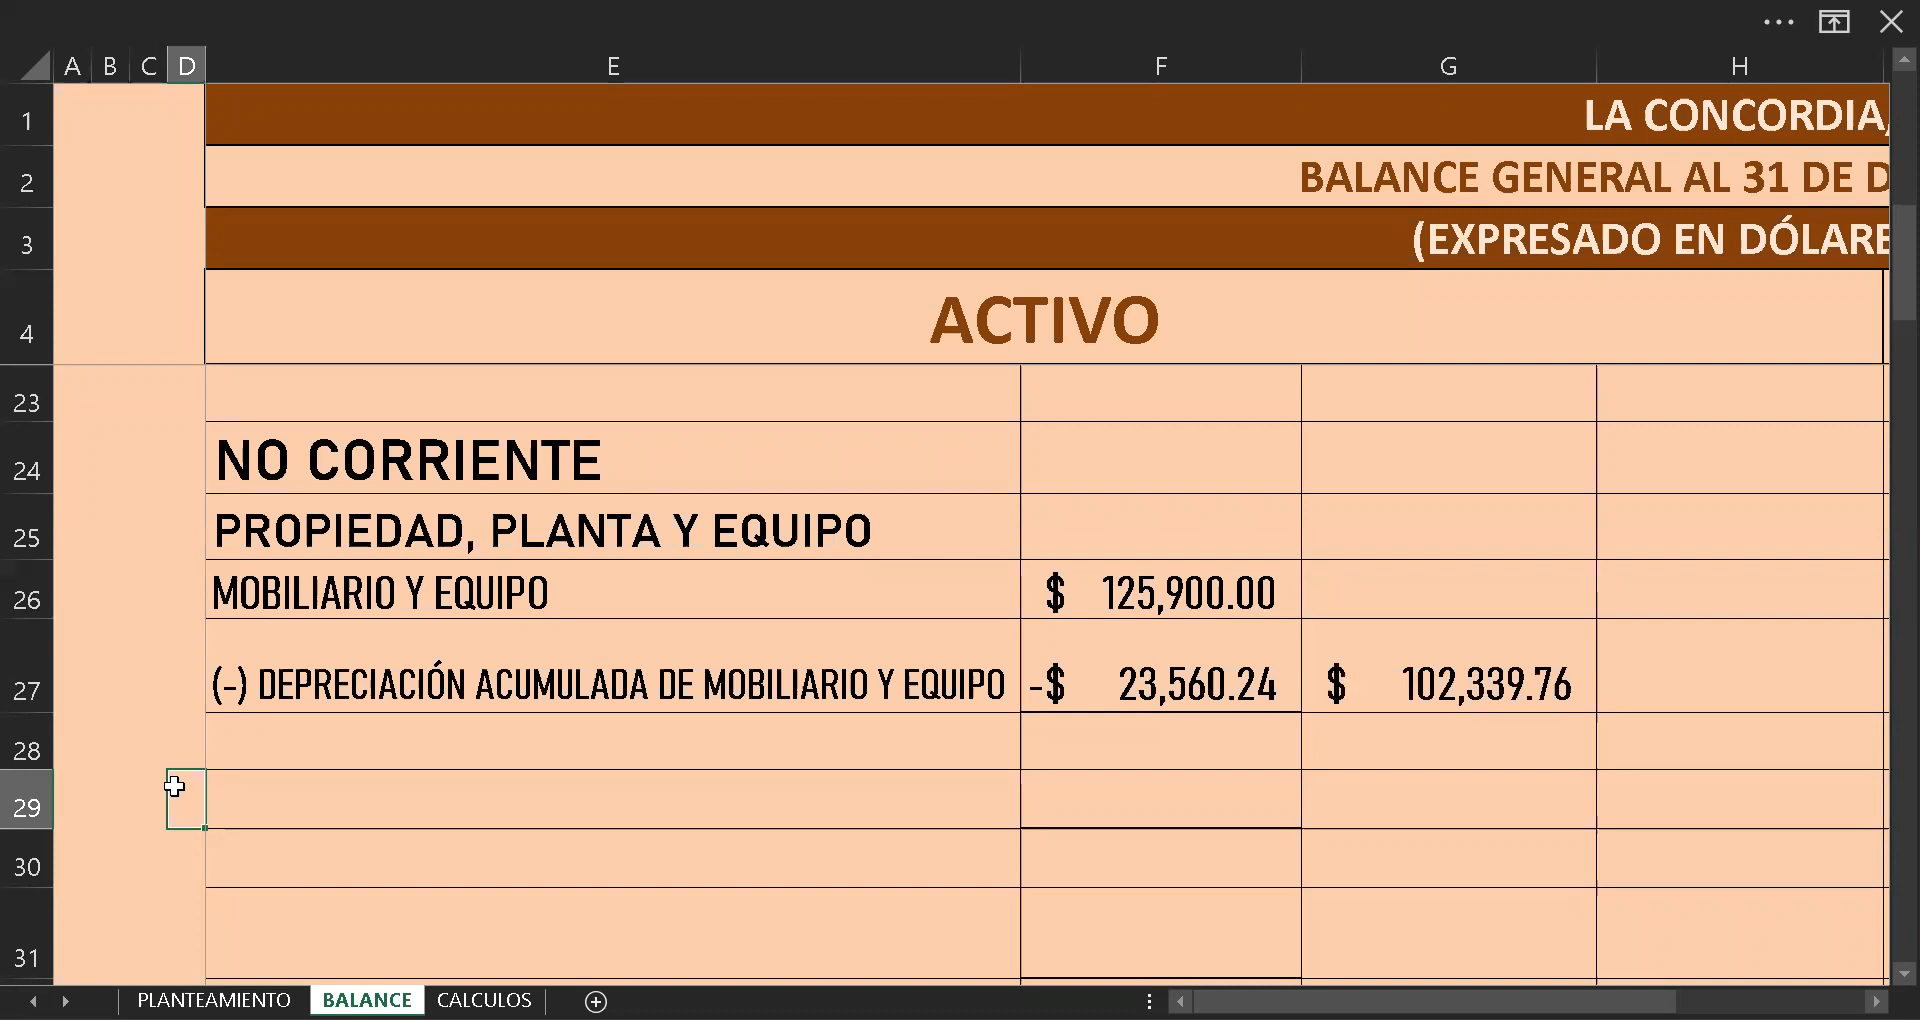 A B C D E F G H
1 LA CONCORDIA,
2 BALANCE GENERAL AL 31 DE D
3 (EXPRESADO EN DÓLARE
4 ACTIVO
23
24 NO CORRIENTE
25 PROPIEDAD, PLANTA Y EQUIPO
26 MOBILIARIO Y EQUIPO $ 125,900.00
27 (-) DEPRECIACIÓN ACUMULADA DE MOBILIARIO Y EQUIPO -$ 23,560.24 $ 102,339.76
28
29
30
31
PLANTEAMIENTO BALANCE CALCULOS